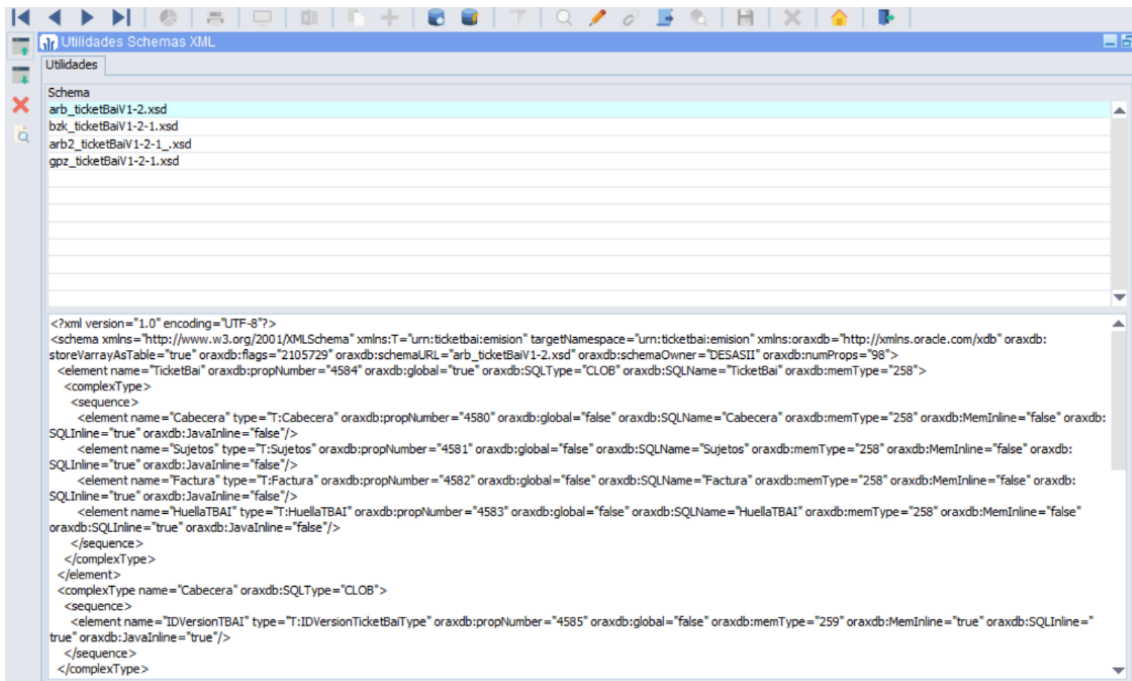 Utilidades Schemas XML
Utilidades
Schema
arb_ticketBaiV1-2.xsd
bzk_ticketBaiV1-2-1.xsd
arb2_ticketBaiV1-2-1_.xsd
gpz_ticketBaiV1-2-1.xsd
<?xml version="1.0" encoding="UTF-8"?>
<schema xmlns="http://www.w3.org/2001/XMLSchema" xmlns:T="urn:ticketbai:emision" targetNamespace="urn:ticketbai:emision" xmlns:oraxdb="http://xmlns.oracle.com/xdb" oraxdb:
storeVarrayAsTable="true" oraxdb:flags="2105729" oraxdb:schemaURL="arb_ticketBaiV1-2.xsd" oraxdb:schemaOwner="DESASII" oraxdb:numProps="98">
<element name="TicketBai" oraxdb:propNumber="4584" oraxdb:global="true" oraxdb:SQLType="CLOB" oraxdb:SQLName="TicketBai" oraxdb:memType="258">
<complexType>
<sequence>
<element name="Cabecera" type="T:Cabecera" oraxdb:propNumber="4580" oraxdb:global="false" oraxdb:SQLName="Cabecera" oraxdb:memType="258" oraxdb:MemInline="false" oraxdb:
SQLInline="true" oraxdb:JavaInline="false"/>
<element name="Sujetos" type="T:Sujetos" oraxdb:propNumber="4581" oraxdb:global="false" oraxdb:SQLName="Sujetos" oraxdb:memType="258" oraxdb:MemInline="false" oraxdb:
SQLInline="true" oraxdb:JavaInline="false"/>
<element name="Factura" type="T:Factura" oraxdb:propNumber="4582" oraxdb:global="false" oraxdb:SQLName="Factura" oraxdb:memType="258" oraxdb:MemInline="false" oraxdb:
SQLInline="true" oraxdb:JavaInline="false"/>
<element name="HuellaTBAI" type="T:HuellaTBAI" oraxdb:propNumber="4583" oraxdb:global="false" oraxdb:SQLName="HuellaTBAI" oraxdb:memType="258" oraxdb:MemInline="false"
oraxdb:SQLInline="true" oraxdb:JavaInline="false"/>
</sequence>
</complexType>
</element>
<complexType name="Cabecera" oraxdb:SQLType="CLOB">
<sequence>
<element name="IDVersionTBAI" type="T:IDVersionTicketBaiType" oraxdb:propNumber="4585" oraxdb:global="false" oraxdb:memType="259" oraxdb:MemInline="true" oraxdb:SQLInline="
true" oraxdb:JavaInline="true"/>
</sequence>
</complexType>